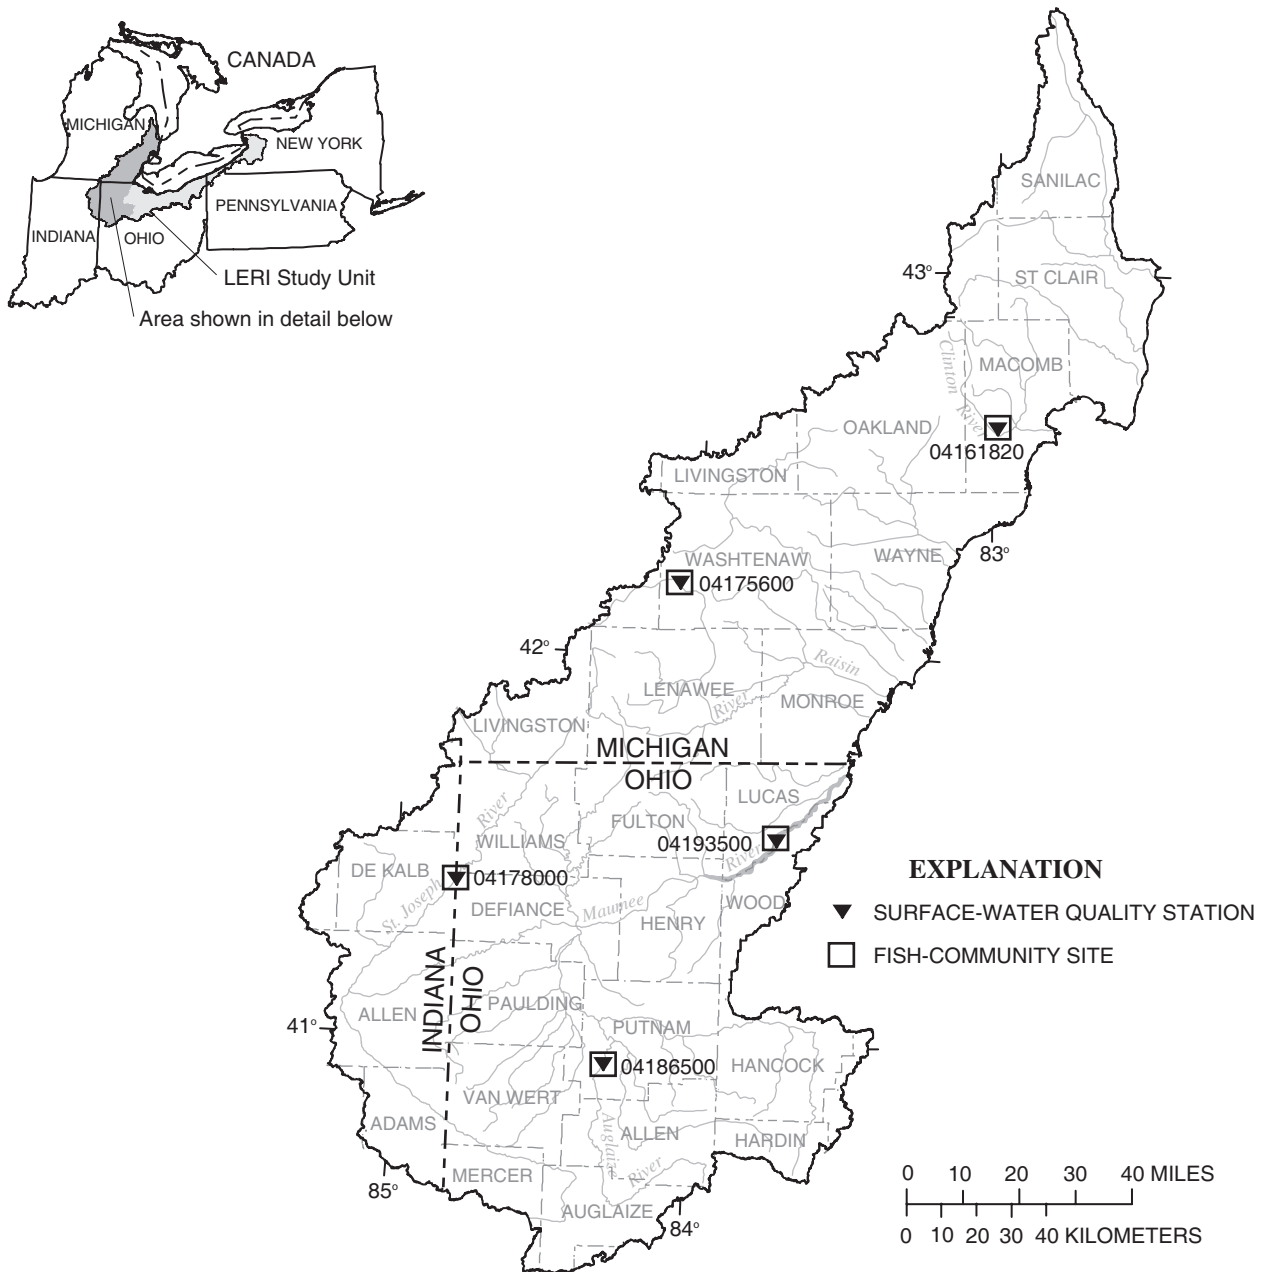 CANADA
MICHIGAN
NEW YORK
PENNSYLVANIA
INDIANA
OHIO
LERI Study Unit
Area shown in detail below
SANILAC
43°
ST CLAIR
Clinton River
MACOMB
OAKLAND
04161820
LIVINGSTON
83°
WASHTENAW
WAYNE
04175600
42°
Raisin
LENAWEE
River
MONROE
LIVINGSTON
MICHIGAN
OHIO
LUCAS
River
FULTON
WILLIAMS
04193500
River
DE KALB
04178000
St. Joseph
DEFIANCE
Maumee
HENRY
WOOD
EXPLANATION
SURFACE-WATER QUALITY STATION
FISH-COMMUNITY SITE
INDIANA
OHIO
ALLEN
PAULDING
41°
PUTNAM
04186500
HANCOCK
VAN WERT
ADAMS
Auglaize
ALLEN
HARDIN
River
MERCER
85°
AUGLAIZE
84°
0 10 20 30 40 MILES
0 10 20 30 40 KILOMETERS